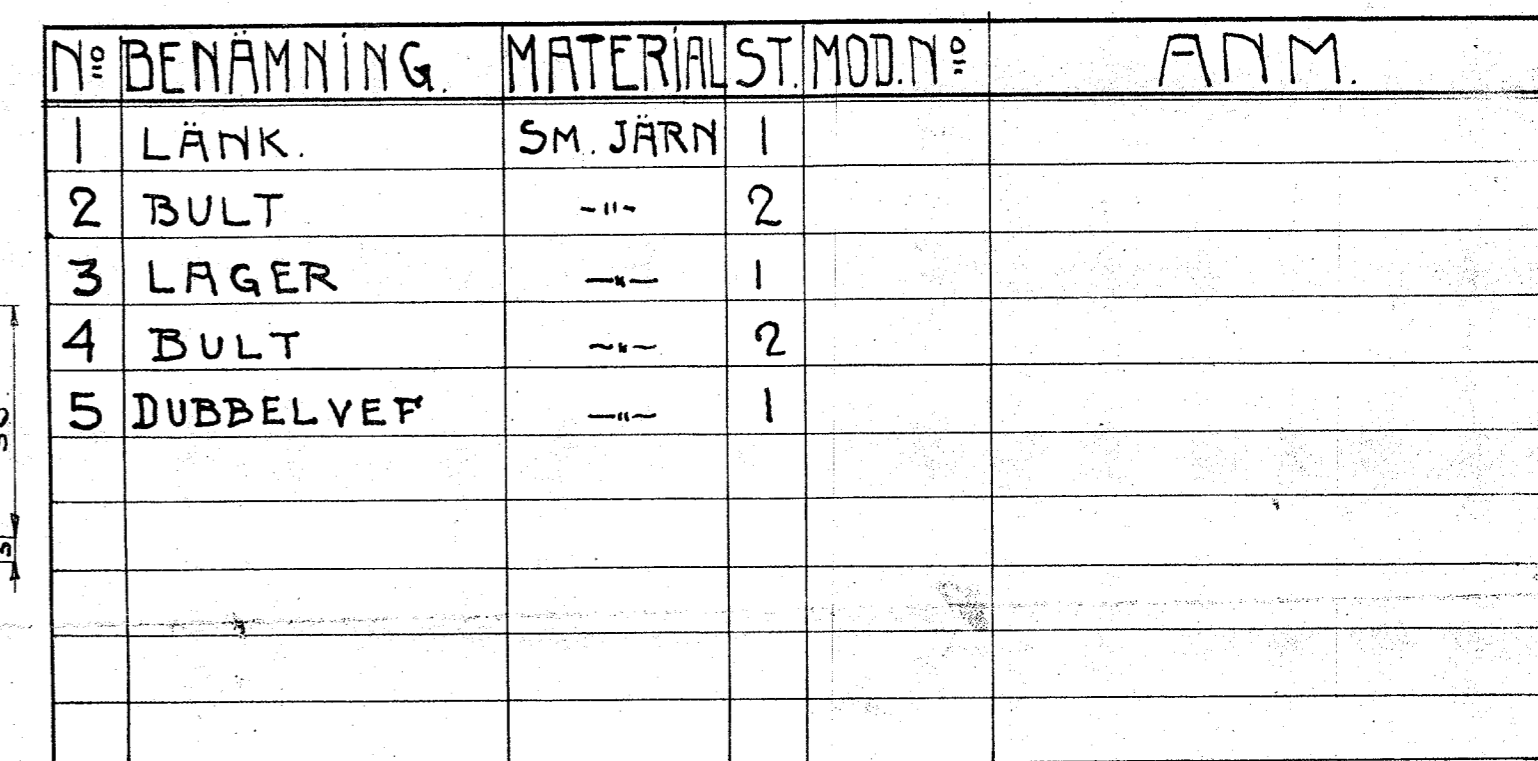 Nº BENÄMNING. MATERIAL ST. MOD.Nº ANM.
1 LÄNK. SM. JÄRN 1
2 BULT -"- 2
3 LAGER -"- 1
4 BULT -"- 2
5 DUBBELVEF -"- 1